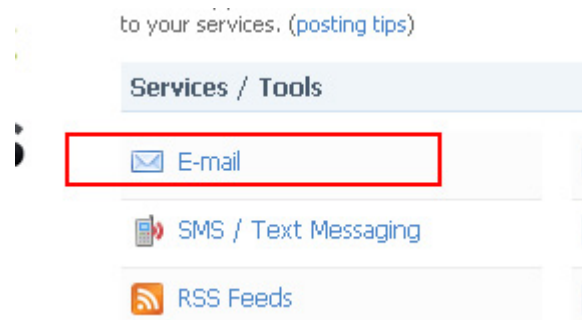 to your services. (posting tips)
Services / Tools
E-mail
SMS / Text Messaging
RSS Feeds